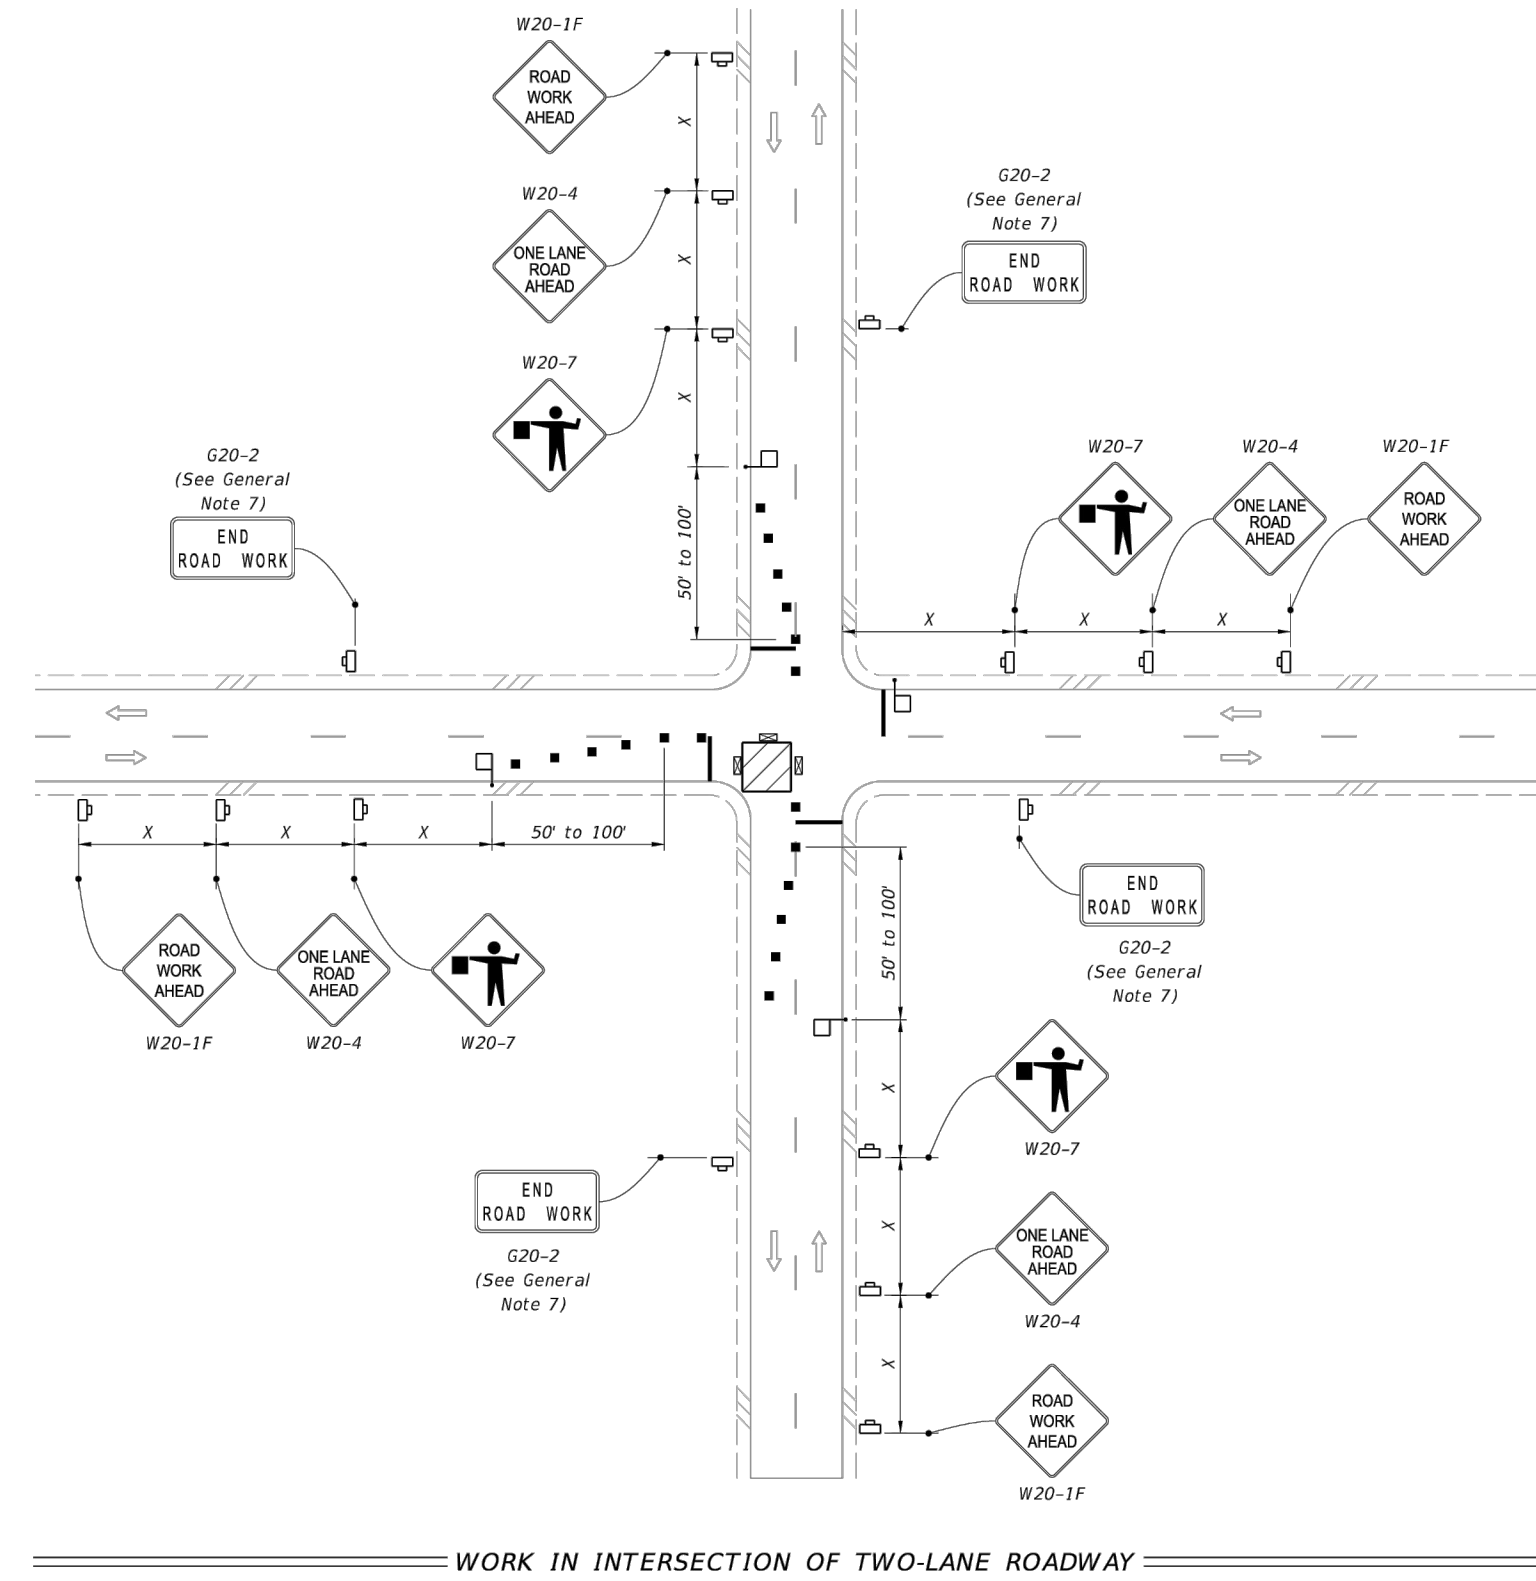 W20-1F
ROAD
WORK
AHEAD
X
W20-4
ONE LANE
ROAD
AHEAD
X
W20-7
X
50' to 100'
G20-2
(See General
Note 7)
END
ROAD WORK
G20-2
(See General
Note 7)
END
ROAD WORK
W20-7
W20-4
ONE LANE
ROAD
AHEAD
W20-1F
ROAD
WORK
AHEAD
X
X
X
X
X
X
50' to 100'
ROAD
WORK
AHEAD
W20-1F
ONE LANE
ROAD
AHEAD
W20-4
W20-7
50' to 100'
END
ROAD WORK
G20-2
(See General
Note 7)
X
W20-7
END
ROAD WORK
G20-2
(See General
Note 7)
X
ONE LANE
ROAD
AHEAD
W20-4
X
ROAD
WORK
AHEAD
W20-1F
WORK IN INTERSECTION OF TWO-LANE ROADWAY